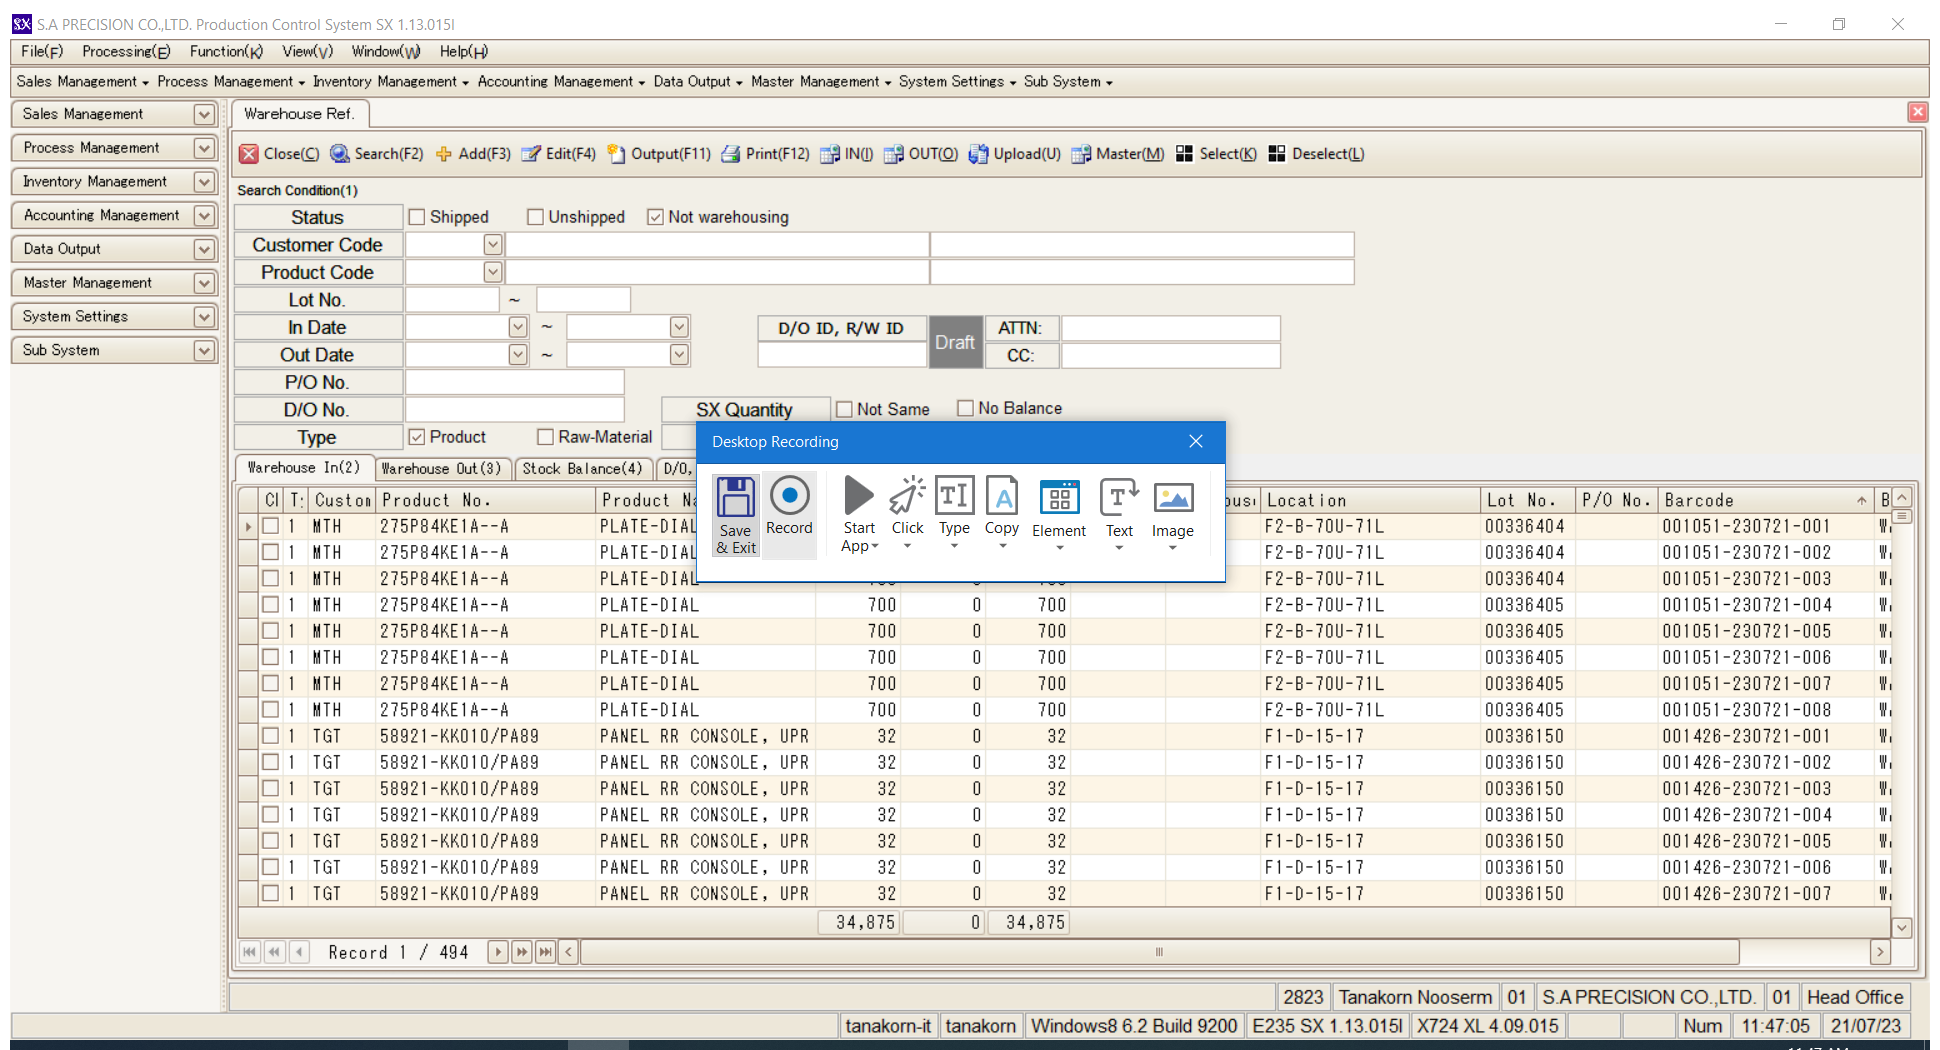 SX S.A PRECISION CO.,LTD. Production Control System SX 1.13.015l
File(F) Processing(E) Function(K) View(V) Window(W) Help(H)
Sales Management Process Management Inventory Management Accounting Management Data Output Master Management System Settings Sub System
Sales Management
Process Management
Inventory Management
Accounting Management
Data Output
Master Management
System Settings
Sub System
Warehouse Ref.
Close(C) Search(F2) Add(F3) Edit(F4) Output(F11) Print(F12) IN(I) OUT(O) Upload(U) Master(M) Select(K) Deselect(L)
Search Condition(1)
Status Shipped Unshipped Not warehousing
Customer Code
Product Code
Lot No. ~
In Date ~ D/O ID, R/W ID Draft ATTN:
Out Date ~ CC:
P/O No.
D/O No. SX Quantity Not Same No Balance
Type Product Raw-Material
Desktop Recording
Save & Exit Record Start App Click Type Copy Element Text Image
Warehouse In(2) Warehouse Out(3) Stock Balance(4) D/O,
Cl T: Custom Product No. Product Na Location Lot No. P/O No. Barcode B
1 MTH 275P84KE1A--A PLATE-DIAL F2-B-70U-71L 00336404 001051-230721-001
1 MTH 275P84KE1A--A PLATE-DIAL F2-B-70U-71L 00336404 001051-230721-002
1 MTH 275P84KE1A--A PLATE-DIAL F2-B-70U-71L 00336404 001051-230721-003
1 MTH 275P84KE1A--A PLATE-DIAL 700 0 700 F2-B-70U-71L 00336405 001051-230721-004
1 MTH 275P84KE1A--A PLATE-DIAL 700 0 700 F2-B-70U-71L 00336405 001051-230721-005
1 MTH 275P84KE1A--A PLATE-DIAL 700 0 700 F2-B-70U-71L 00336405 001051-230721-006
1 MTH 275P84KE1A--A PLATE-DIAL 700 0 700 F2-B-70U-71L 00336405 001051-230721-007
1 MTH 275P84KE1A--A PLATE-DIAL 700 0 700 F2-B-70U-71L 00336405 001051-230721-008
1 TGT 58921-KK010/PA89 PANEL RR CONSOLE, UPR 32 0 32 F1-D-15-17 00336150 001426-230721-001
1 TGT 58921-KK010/PA89 PANEL RR CONSOLE, UPR 32 0 32 F1-D-15-17 00336150 001426-230721-002
1 TGT 58921-KK010/PA89 PANEL RR CONSOLE, UPR 32 0 32 F1-D-15-17 00336150 001426-230721-003
1 TGT 58921-KK010/PA89 PANEL RR CONSOLE, UPR 32 0 32 F1-D-15-17 00336150 001426-230721-004
1 TGT 58921-KK010/PA89 PANEL RR CONSOLE, UPR 32 0 32 F1-D-15-17 00336150 001426-230721-005
1 TGT 58921-KK010/PA89 PANEL RR CONSOLE, UPR 32 0 32 F1-D-15-17 00336150 001426-230721-006
1 TGT 58921-KK010/PA89 PANEL RR CONSOLE, UPR 32 0 32 F1-D-15-17 00336150 001426-230721-007
34,875 0 34,875
Record 1 / 494
2823 Tanakorn Nooserm 01 S.A PRECISION CO.,LTD. 01 Head Office
tanakorn-it tanakorn Windows8 6.2 Build 9200 E235 SX 1.13.015l X724 XL 4.09.015 Num 11:47:05 21/07/23